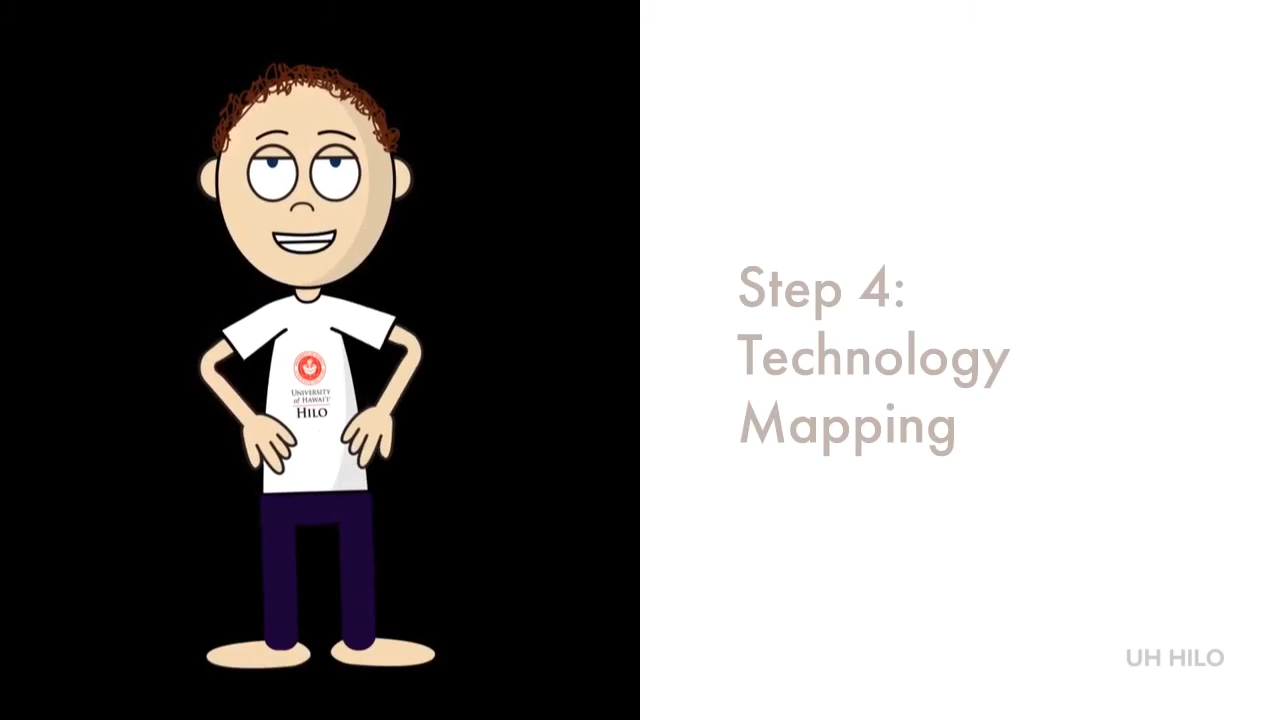 UNIVERSITY
of HAWAI'I
HILO
Step 4:
Technology
Mapping
UH HILO